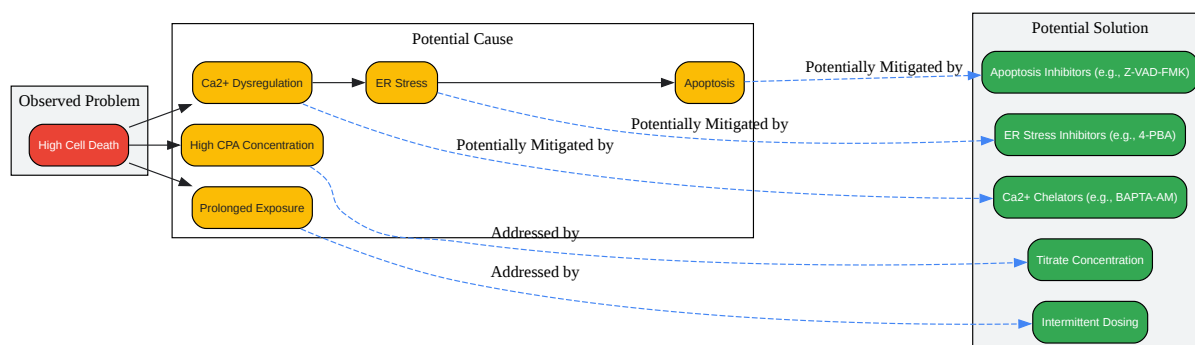 Observed Problem
High Cell Death
Potential Cause
Ca2+ Dysregulation
ER Stress
Apoptosis
High CPA Concentration
Prolonged Exposure
Potentially Mitigated by
Potentially Mitigated by
Potentially Mitigated by
Addressed by
Addressed by
Potential Solution
Apoptosis Inhibitors (e.g., Z-VAD-FMK)
ER Stress Inhibitors (e.g., 4-PBA)
Ca2+ Chelators (e.g., BAPTA-AM)
Titrate Concentration
Intermittent Dosing